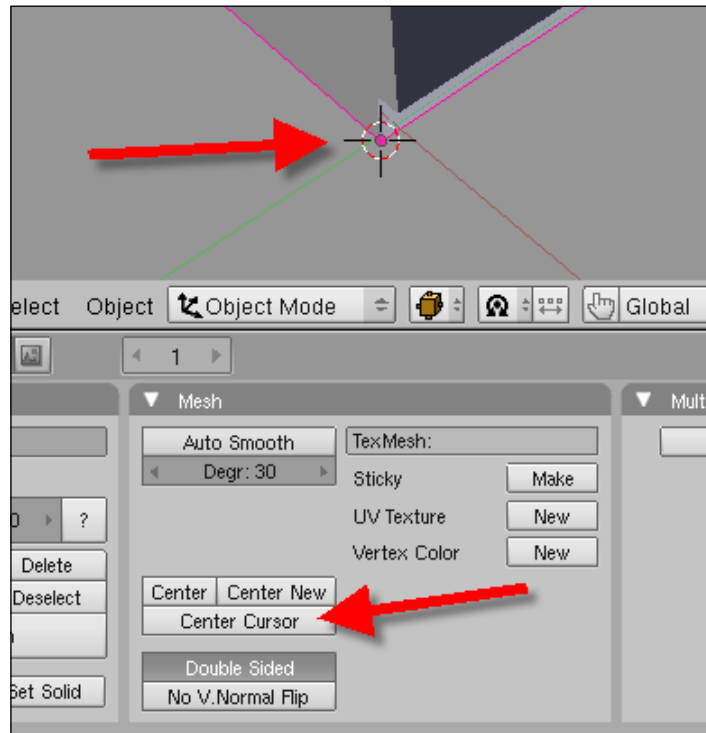 elect Object Object Mode Global
1
Mesh
Mult
Auto Smooth
Degr: 30
TexMesh:
Sticky Make
UV Texture New
Vertex Color New
0 ?
Delete
Deselect
n
Set Solid
Center Center New
Center Cursor
Double Sided
No V.Normal Flip